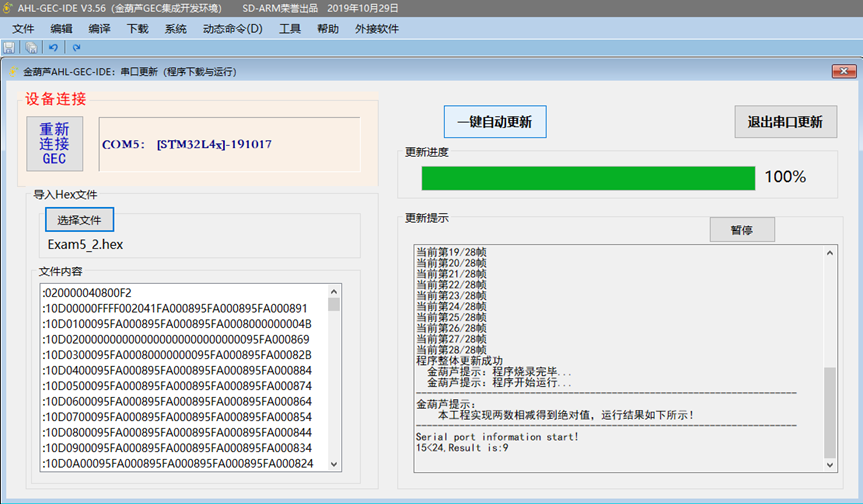 AHL-GEC-IDE V3.56（金葫芦GEC集成开发环境） SD-ARM荣誉出品 2019年10月29日
文件 编辑 编译 下载 系统 动态命令(D) 工具 帮助 外接软件
金葫芦AHL-GEC-IDE：串口更新（程序下载与运行）
设备连接
重新
连接
GEC
COM5： [STM32L4x]-191017
导入Hex文件
选择文件
Exam5_2.hex
文件内容
:020000040800F2
:10D00000FFFF002041FA000895FA000895FA000891
:10D0100095FA000895FA000895FA0008000000004B
:10D020000000000000000000000000000095FA000869
:10D0300095FA00080000000095FA000895FA00082B
:10D0400095FA000895FA000895FA000895FA000884
:10D0500095FA000895FA000895FA000895FA000874
:10D0600095FA000895FA000895FA000895FA000864
:10D0700095FA000895FA000895FA000895FA000854
:10D0800095FA000895FA000895FA000895FA000844
:10D0900095FA000895FA000895FA000895FA000834
:10D0A00095FA000895FA000895FA000895FA000824
一键自动更新
退出串口更新
更新进度
100%
更新提示
暂停
当前第19/28帧
当前第20/28帧
当前第21/28帧
当前第22/28帧
当前第23/28帧
当前第24/28帧
当前第25/28帧
当前第26/28帧
当前第27/28帧
当前第28/28帧
程序整体更新成功
金葫芦提示：程序烧录完毕...
金葫芦提示：程序开始运行...
金葫芦提示：
本工程实现两数相减得到绝对值，运行结果如下所示！
Serial port information start!
15<24,Result is:9